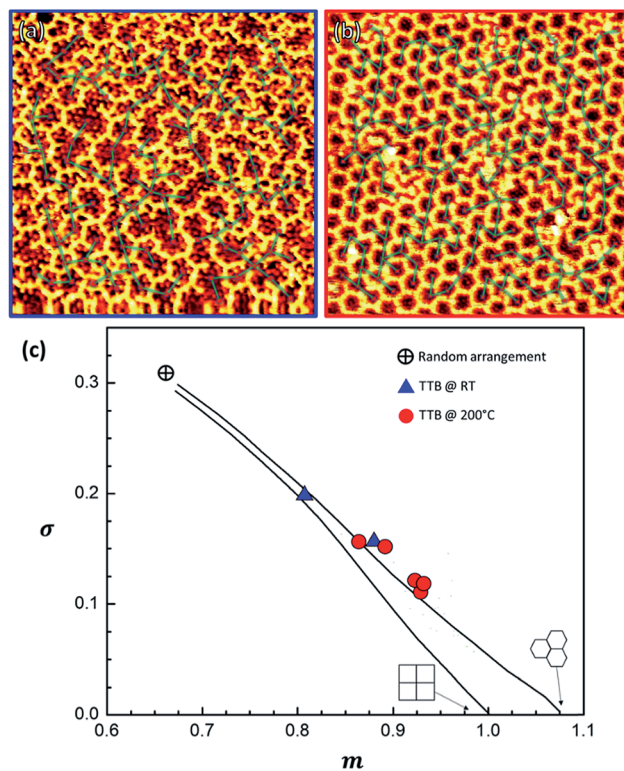 (a)
(b)
(c)
Random arrangement
TTB @ RT
TTB @ 200°C
0.3
0.2
σ
0.1
0.0
0.6 0.7 0.8 0.9 1.0 1.1
m